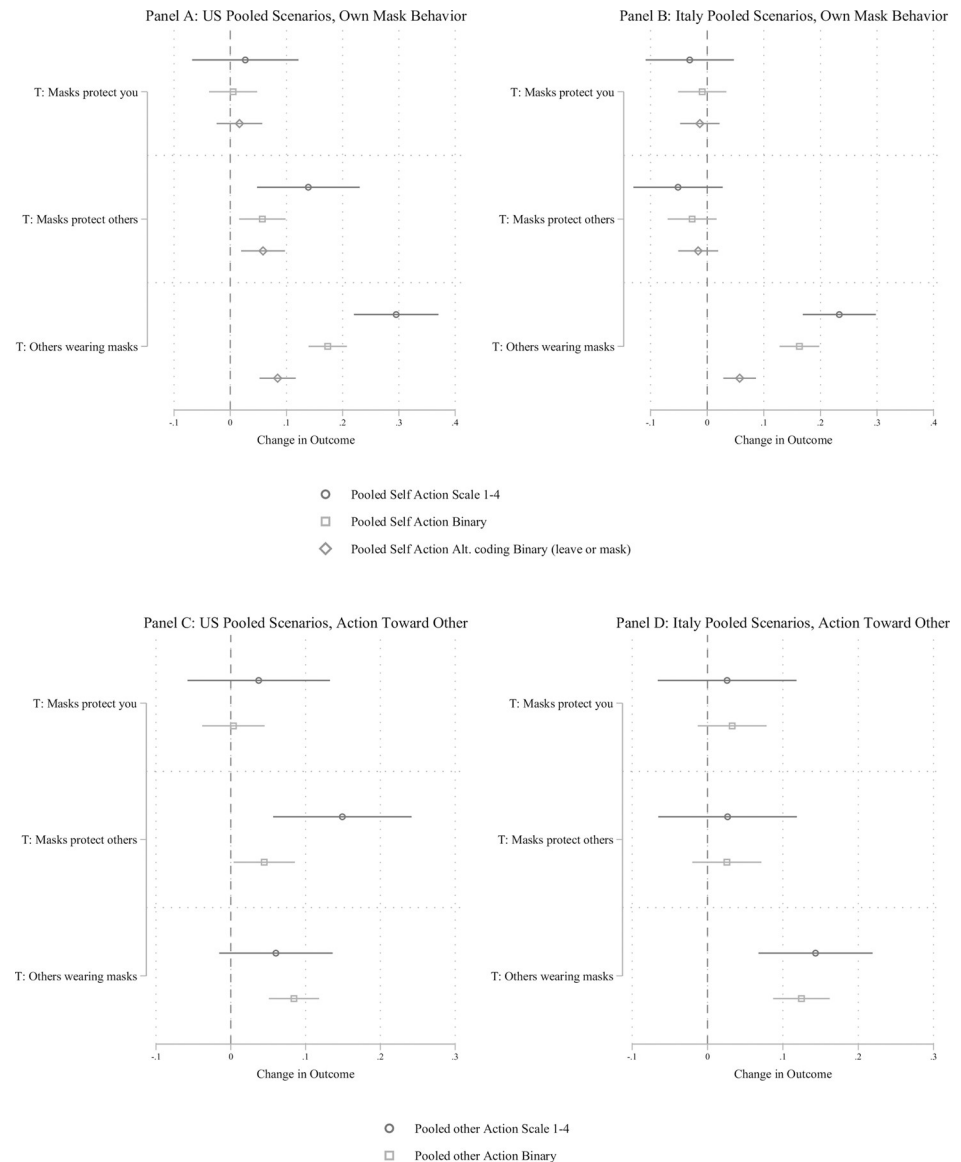 Panel A: US Pooled Scenarios, Own Mask Behavior
T: Masks protect you
T: Masks protect others
T: Others wearing masks
-.1 0 .1 .2 .3 .4
Change in Outcome
Panel B: Italy Pooled Scenarios, Own Mask Behavior
T: Masks protect you
T: Masks protect others
T: Others wearing masks
-.1 0 .1 .2 .3 .4
Change in Outcome
Pooled Self Action Scale 1-4
Pooled Self Action Binary
Pooled Self Action Alt. coding Binary (leave or mask)
Panel C: US Pooled Scenarios, Action Toward Other
T: Masks protect you
T: Masks protect others
T: Others wearing masks
-.1 0 .1 .2 .3
Change in Outcome
Panel D: Italy Pooled Scenarios, Action Toward Other
T: Masks protect you
T: Masks protect others
T: Others wearing masks
-.1 0 .1 .2 .3
Change in Outcome
Pooled other Action Scale 1-4
Pooled other Action Binary